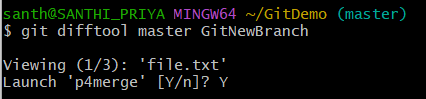 santh@SANTHI_PRIYA MINGW64 ~/GitDemo (master)
$ git difftool master GitNewBranch
Viewing (1/3): 'file.txt'
Launch 'p4merge' [Y/n]? Y